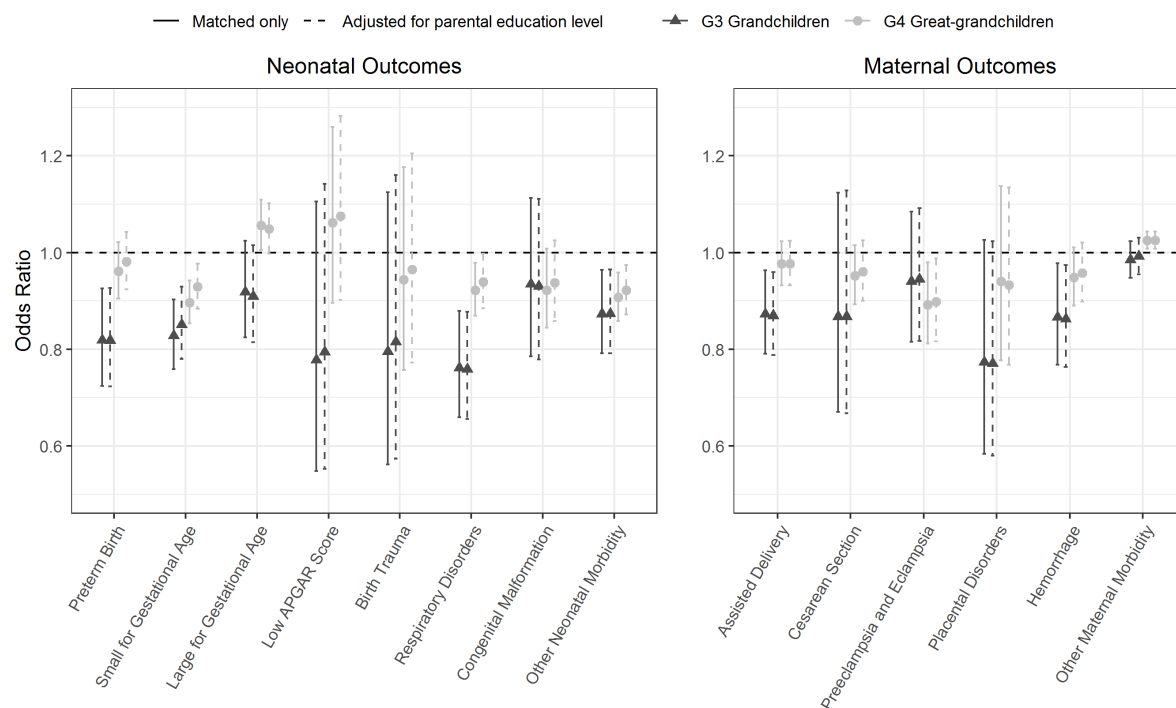 Matched only
Adjusted for parental education level
G3 Grandchildren
G4 Great-grandchildren
Neonatal Outcomes
Maternal Outcomes
Odds Ratio
1.2
1.0
0.8
0.6
1.2
1.0
0.8
0.6
Preterm Birth
Small for Gestational Age
Large for Gestational Age
Low APGAR Score
Birth Trauma
Respiratory Disorders
Congenital Malformation
Other Neonatal Morbidity
Assisted Delivery
Cesarean Section
Preeclampsia and Eclampsia
Placental Disorders
Hemorrhage
Other Maternal Morbidity